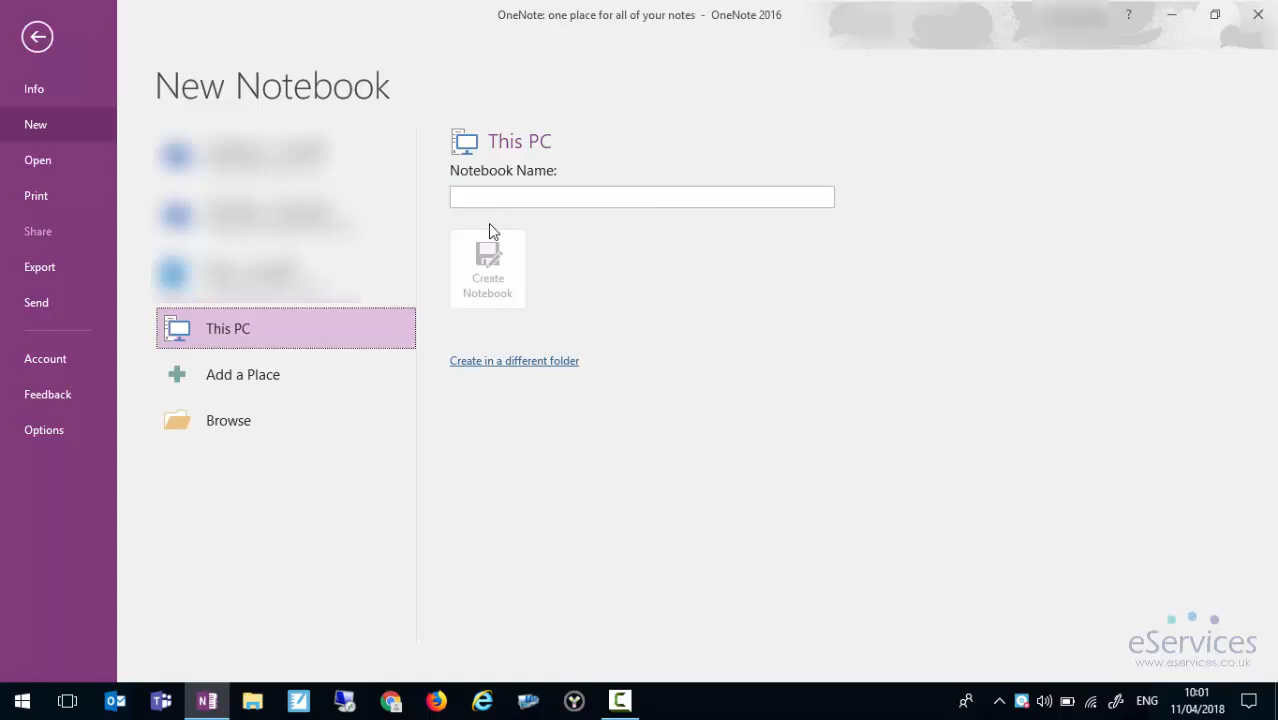 OneNote: one place for all of your notes - OneNote 2016
?
New Notebook
Info
New
Open
Print
Share
Export
Send
Account
Feedback
Options
This PC
Add a Place
Browse
This PC
Notebook Name:
Create
Notebook
Create in a different folder
eServices
www.eservices.co.uk
ENG
10:01
11/04/2018